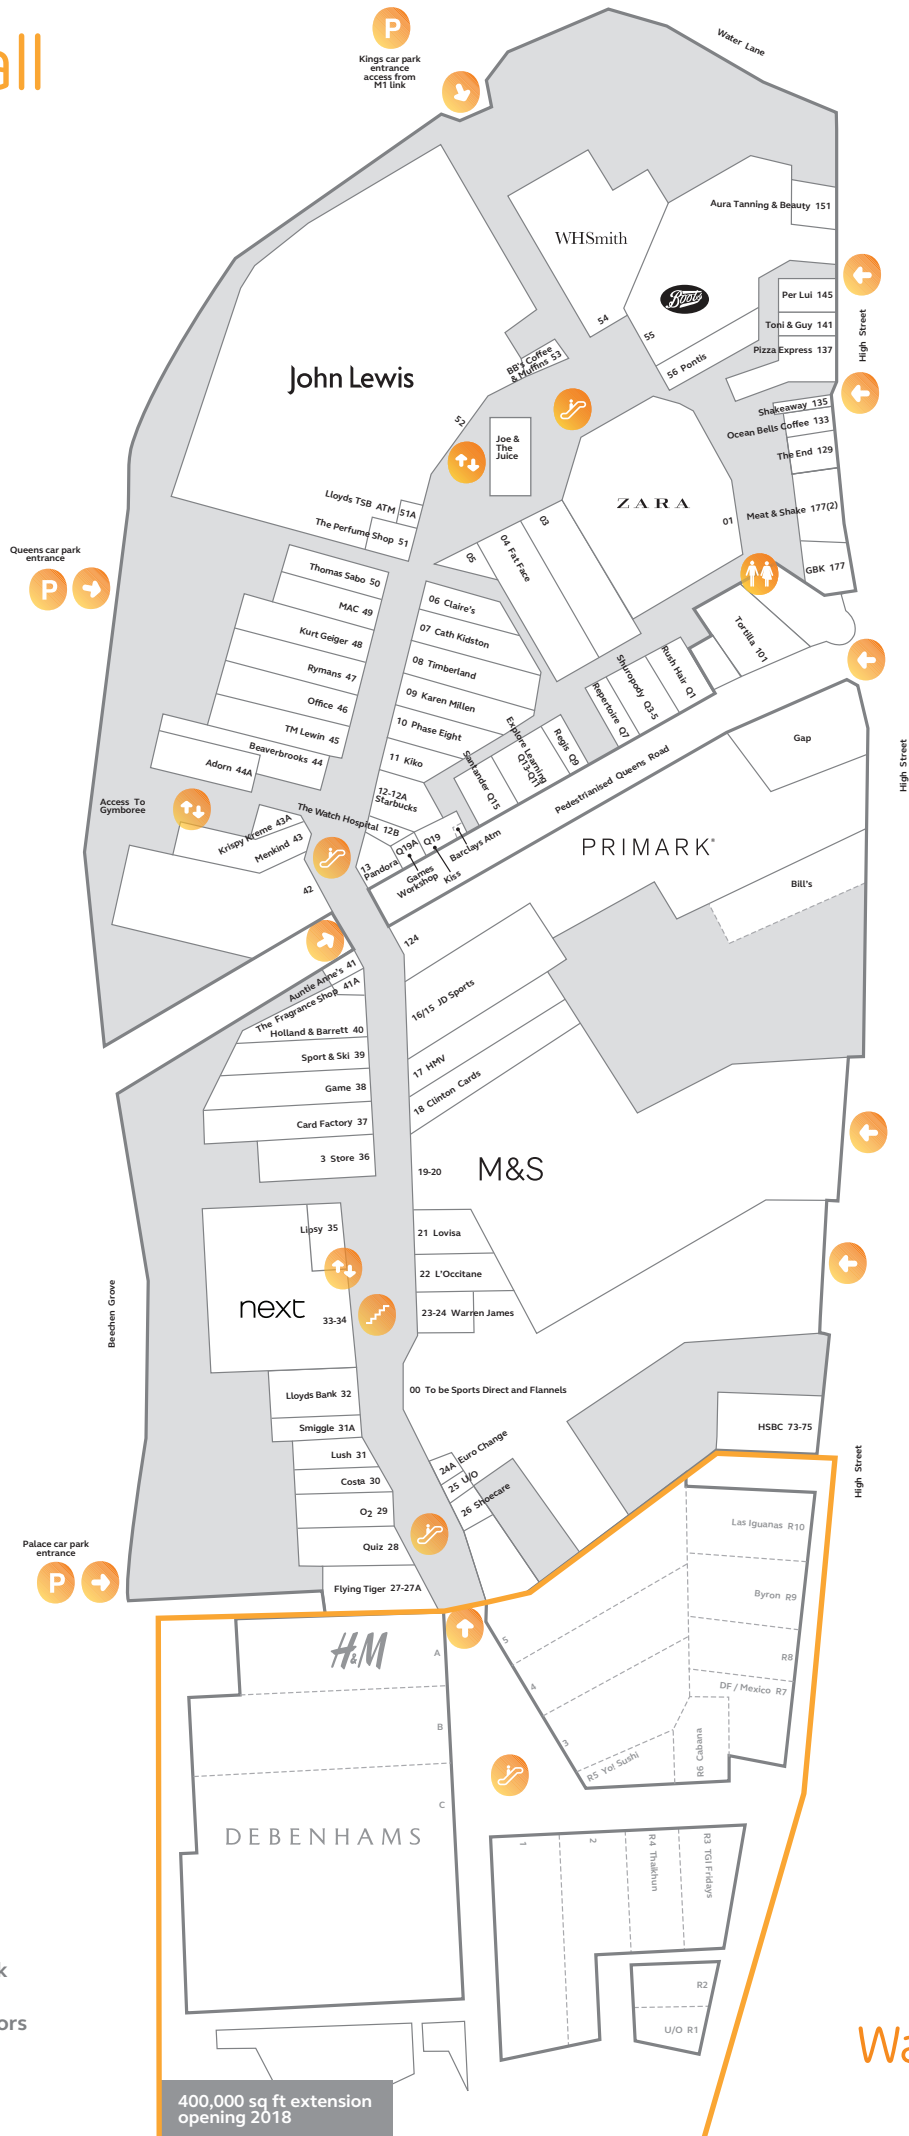 all
P
Kings car park
entrance
access from
M1 link
Water Lane
Aura Tanning & Beauty 151
WHSmith
Boots
Per Lui 145
Toni & Guy 141
Pizza Express 137
High Street
54
55
56 Pontis
BB's Coffee
& Muffins 53
John Lewis
52
Joe &
The
Juice
Shakeaway 135
Ocean Bells Coffee 133
The End 129
ZARA
01
Meat & Shake 177(2)
GBK 177
Lloyds TSB ATM 51A
The Perfume Shop 51
03
04 Fat Face
05
Queens car park
entrance
P
Thomas Sabo 50
MAC 49
Kurt Geiger 48
Rymans 47
Office 46
TM Lewin 45
Beaverbrooks 44
Adorn 44A
06 Claire's
07 Cath Kidston
08 Timberland
09 Karen Millen
10 Phase Eight
11 Kiko
12-12A
Starbucks
The Watch Hospital 12B
13
Pandora
Tortilla 101
Rush Hair Q1
Shuropody Q3-5
Repertoire Q7
Regis Q9
Explore Learning
Q13-Q11
Santander Q15
Q19
Q19A
Barclays Atm
Kiss
Games
Workshop
Pedestrianised Queens Road
Gap
High Street
PRIMARK
Bill's
Access To
Gymboree
Krispy Kreme 43A
Menkind 43
42
124
Auntie Anne's 41
The Fragrance Shop 41A
Holland & Barrett 40
Sport & Ski 39
Game 38
Card Factory 37
3 Store 36
16/15 JD Sports
17 HMV
18 Clinton Cards
19-20
M&S
21 Lovisa
22 L'Occitane
23-24 Warren James
Lipsy 35
next
33-34
Beechen Grove
00 To be Sports Direct and Flannels
Lloyds Bank 32
Smiggle 31A
Lush 31
Costa 30
O2 29
Quiz 28
Flying Tiger 27-27A
24A Euro Change
25 U/O
26 Shoecare
HSBC 73-75
High Street
Palace car park
entrance
P
H&M
A
B
C
DEBENHAMS
Las Iguanas R10
Byron R9
R8
DF / Mexico R7
R6 Cabana
R5 Yo! Sushi
5
4
3
1
2
R4 Thaikhun
R3 TGI Fridays
R2
U/O R1
k
ors
Wa
400,000 sq ft extension
opening 2018